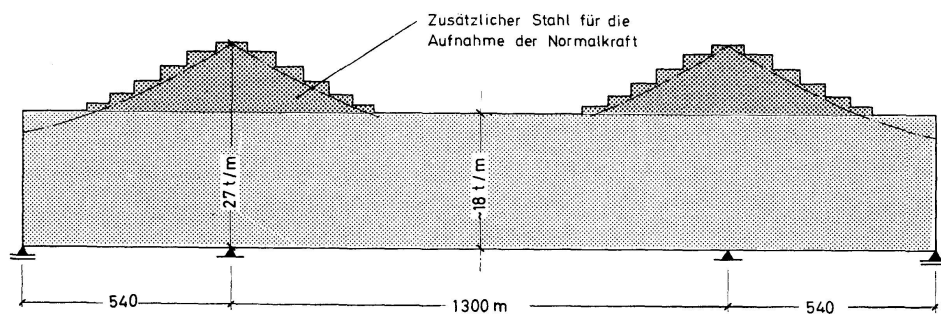 Zusätzlicher Stahl für die
Aufnahme der Normalkraft
27 t/m
~18 t/m
540
1300 m
540